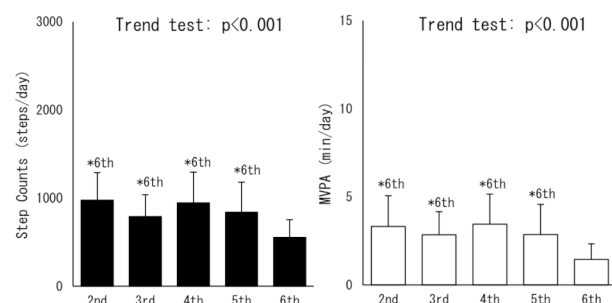 Trend test: p<0.001
Step Counts (steps/day)
3000
2000
1000
0
*6th
*6th
*6th
*6th
2nd
3rd
4th
5th
6th
Trend test: p<0.001
MVPA (min/day)
15
10
5
0
*6th
*6th
*6th
*6th
2nd
3rd
4th
5th
6th